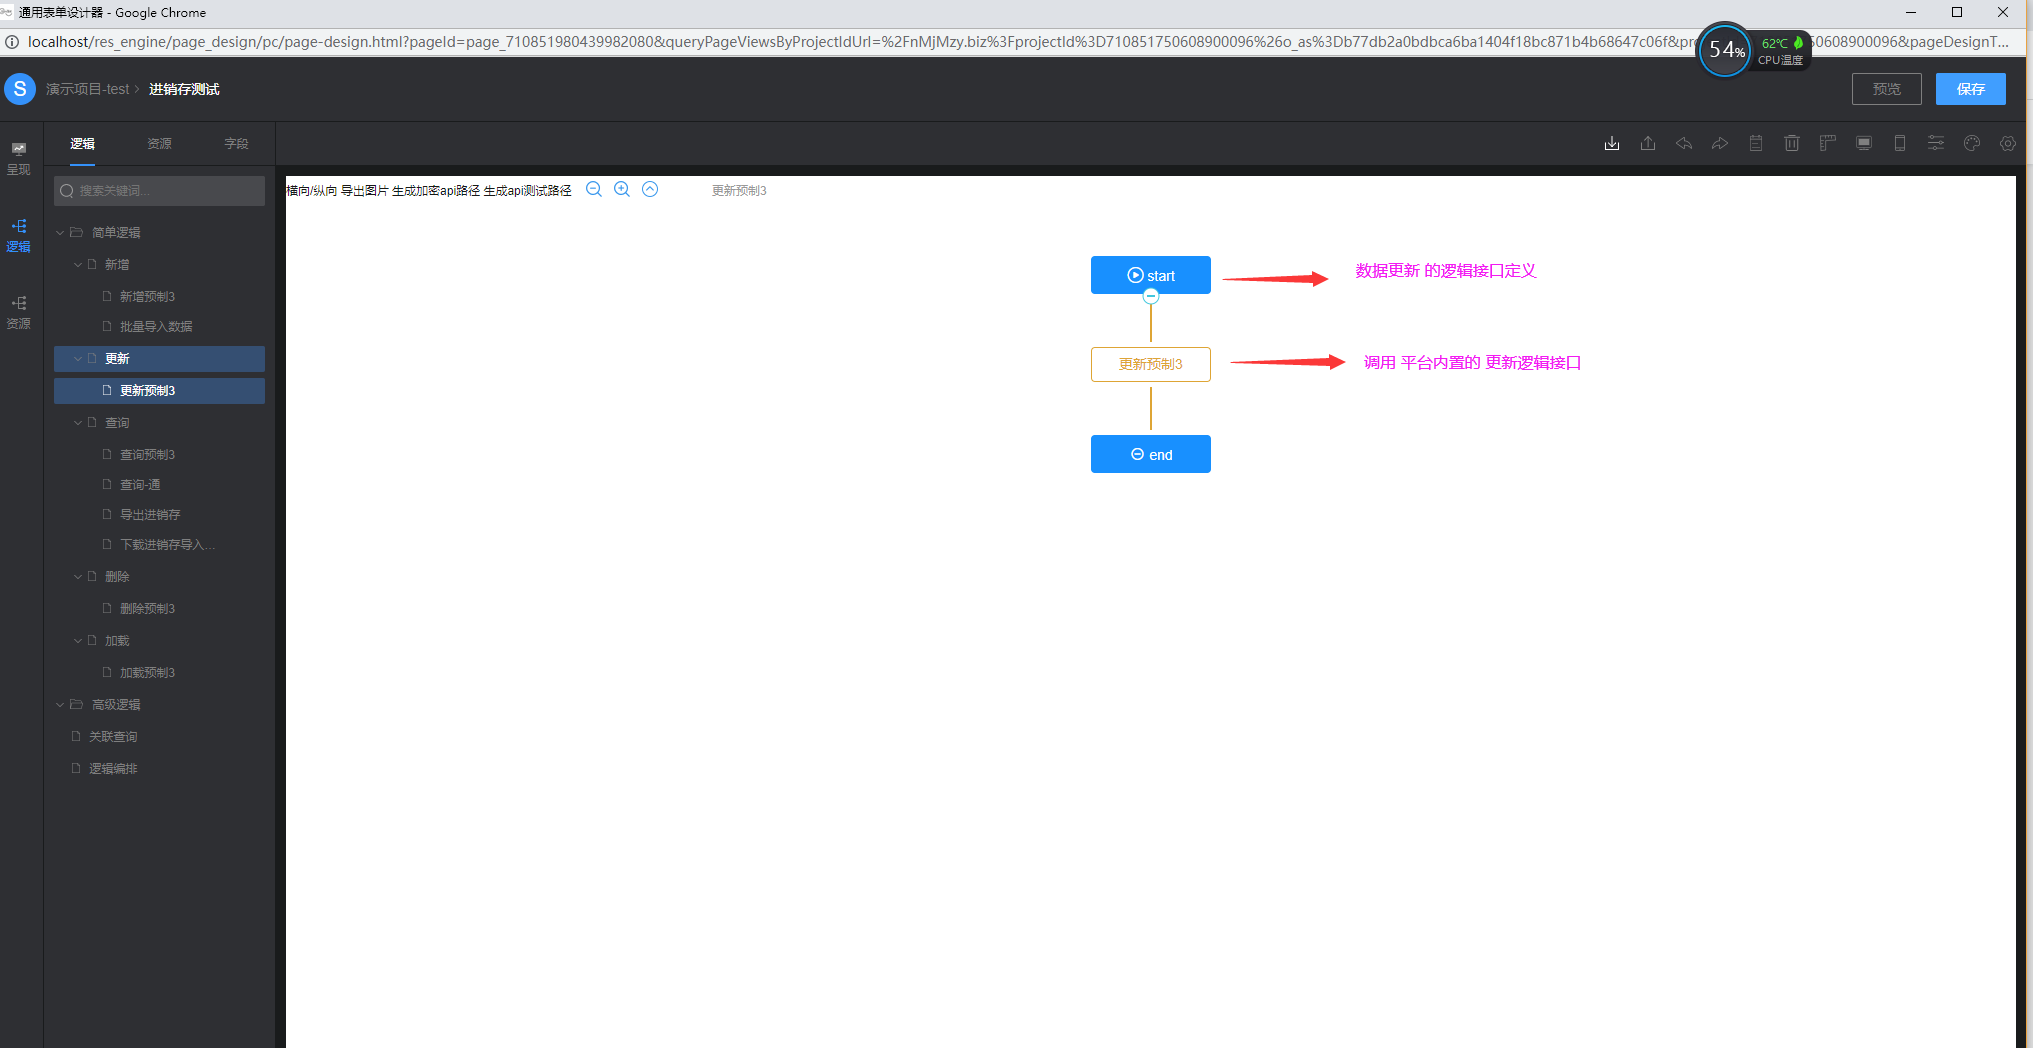 通用表单设计器 - Google Chrome
localhost/res_engine/page_design/pc/page-design.html?pageId=page_710851980439982080&queryPageViewsByProjectIdUrl=%2FnMjMzy.biz%3FprojectId%3D710851750608900096%26o_as%3Db77db2a0bdbca6ba1404f18bc871b4b68647c06f&pro
50608900096&pageDesignT...
54%
62℃
CPU温度
S
演示项目-test
进销存测试
预览
保存
呈现
逻辑
资源
逻辑
资源
字段
搜索关键词...
简单逻辑
新增
新增预制3
批量导入数据
更新
更新预制3
查询
查询预制3
查询-通
导出进销存
下载进销存导入...
删除
删除预制3
加载
加载预制3
高级逻辑
关联查询
逻辑编排
横向/纵向 导出图片 生成加密api路径 生成api测试路径
更新预制3
start
数据更新 的逻辑接口定义
更新预制3
调用 平台内置的 更新逻辑接口
end